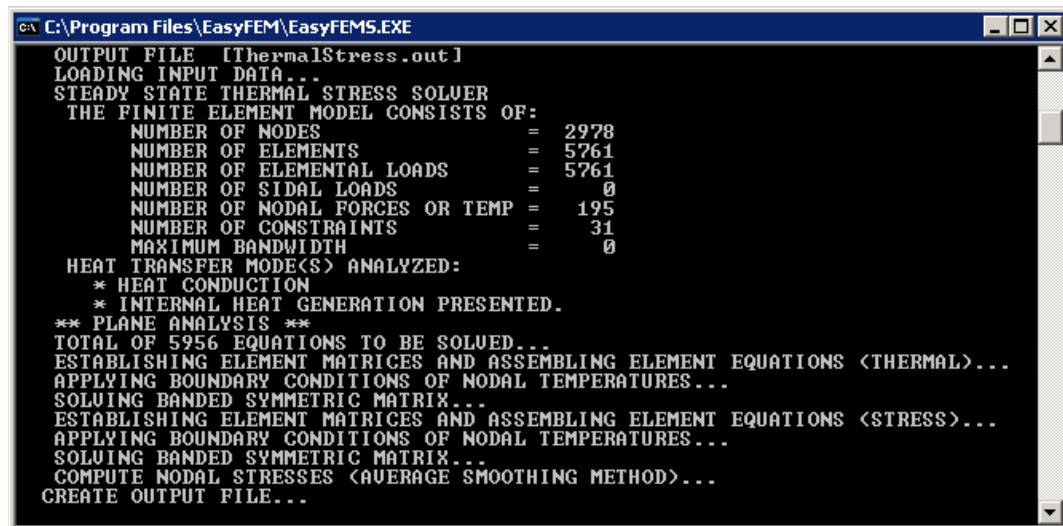 C:\Program Files\EasyFEM\EasyFEMS.EXE
OUTPUT FILE [ThermalStress.out]
LOADING INPUT DATA...
STEADY STATE THERMAL STRESS SOLVER
THE FINITE ELEMENT MODEL CONSISTS OF:
NUMBER OF NODES = 2978
NUMBER OF ELEMENTS = 5761
NUMBER OF ELEMENTAL LOADS = 5761
NUMBER OF SIDAL LOADS = 0
NUMBER OF NODAL FORCES OR TEMP = 195
NUMBER OF CONSTRAINTS = 31
MAXIMUM BANDWIDTH = 0
HEAT TRANSFER MODE(S) ANALYZED:
* HEAT CONDUCTION
* INTERNAL HEAT GENERATION PRESENTED.
** PLANE ANALYSIS **
TOTAL OF 5956 EQUATIONS TO BE SOLVED...
ESTABLISHING ELEMENT MATRICES AND ASSEMBLING ELEMENT EQUATIONS (THERMAL)...
APPLYING BOUNDARY CONDITIONS OF NODAL TEMPERATURES...
SOLVING BANDED SYMMETRIC MATRIX...
ESTABLISHING ELEMENT MATRICES AND ASSEMBLING ELEMENT EQUATIONS (STRESS)...
APPLYING BOUNDARY CONDITIONS OF NODAL TEMPERATURES...
SOLVING BANDED SYMMETRIC MATRIX...
COMPUTE NODAL STRESSES (AVERAGE SMOOTHING METHOD)...
CREATE OUTPUT FILE...